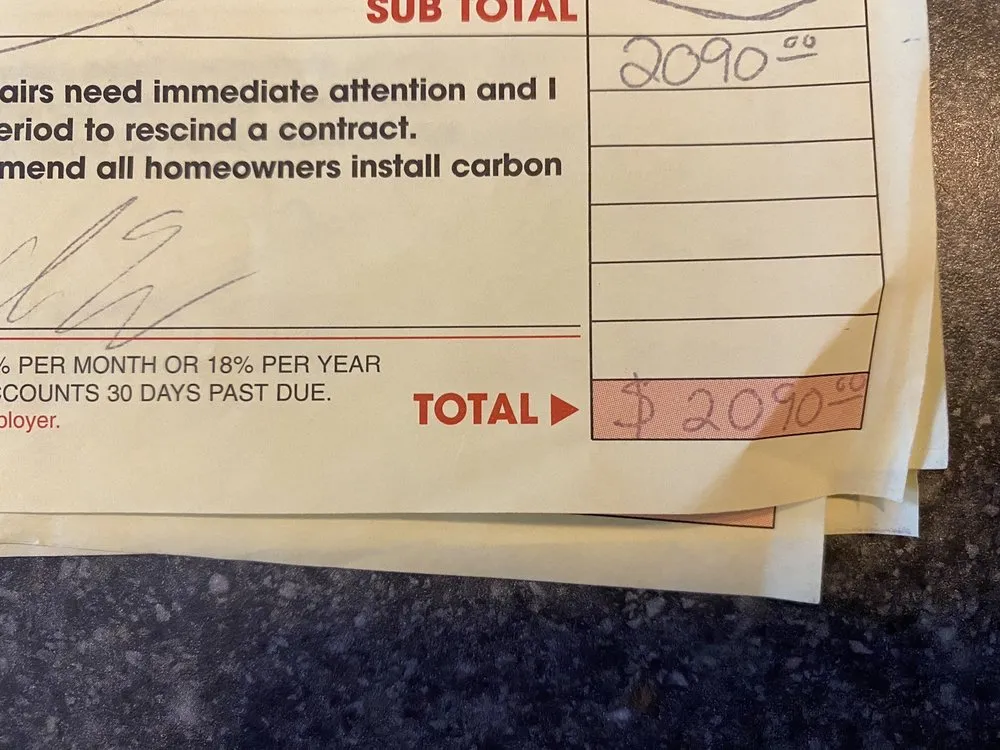 SUB TOTAL
2090 00
airs need immediate attention and I
eriod to rescind a contract.
mend all homeowners install carbon
% PER MONTH OR 18% PER YEAR
CCOUNTS 30 DAYS PAST DUE.
ployer.
TOTAL
$ 2090 00